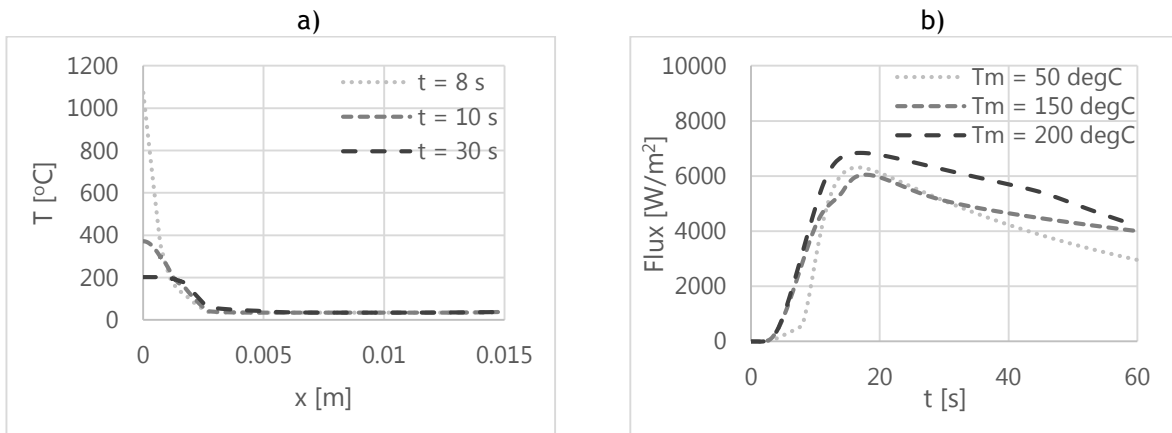 a)
1200
1000
800
600
400
200
0
T [ºC]
t = 8 s
t = 10 s
t = 30 s
0 0.005 0.01 0.015
x [m]
b)
10000
8000
6000
4000
2000
0
Flux [W/m²]
Tm = 50 degC
Tm = 150 degC
Tm = 200 degC
0 20 40 60
t [s]